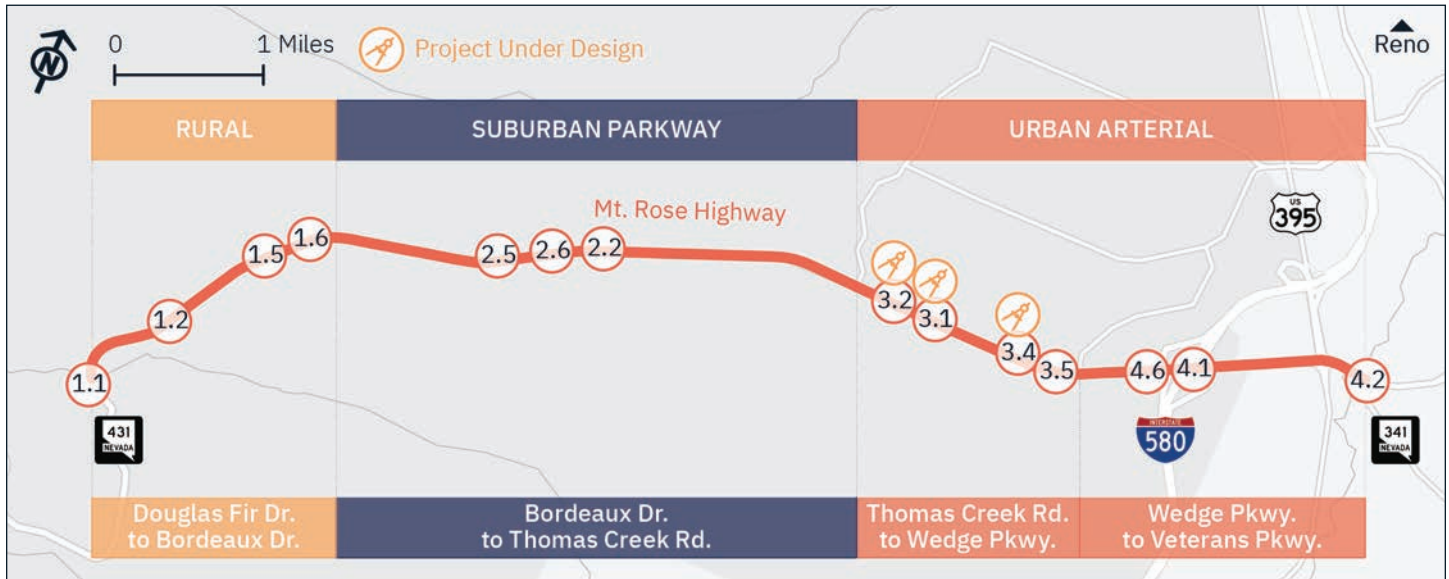 N
0
1 Miles
Project Under Design
Reno
RURAL
SUBURBAN PARKWAY
URBAN ARTERIAL
US
395
Mt. Rose Highway
1.1
1.2
1.5
1.6
2.5
2.6
2.2
3.2
3.1
3.4
3.5
4.6
4.1
4.2
431
NEVADA
INTERSTATE
580
341
NEVADA
Douglas Fir Dr.
to Bordeaux Dr.
Bordeaux Dr.
to Thomas Creek Rd.
Thomas Creek Rd.
to Wedge Pkwy.
Wedge Pkwy.
to Veterans Pkwy.